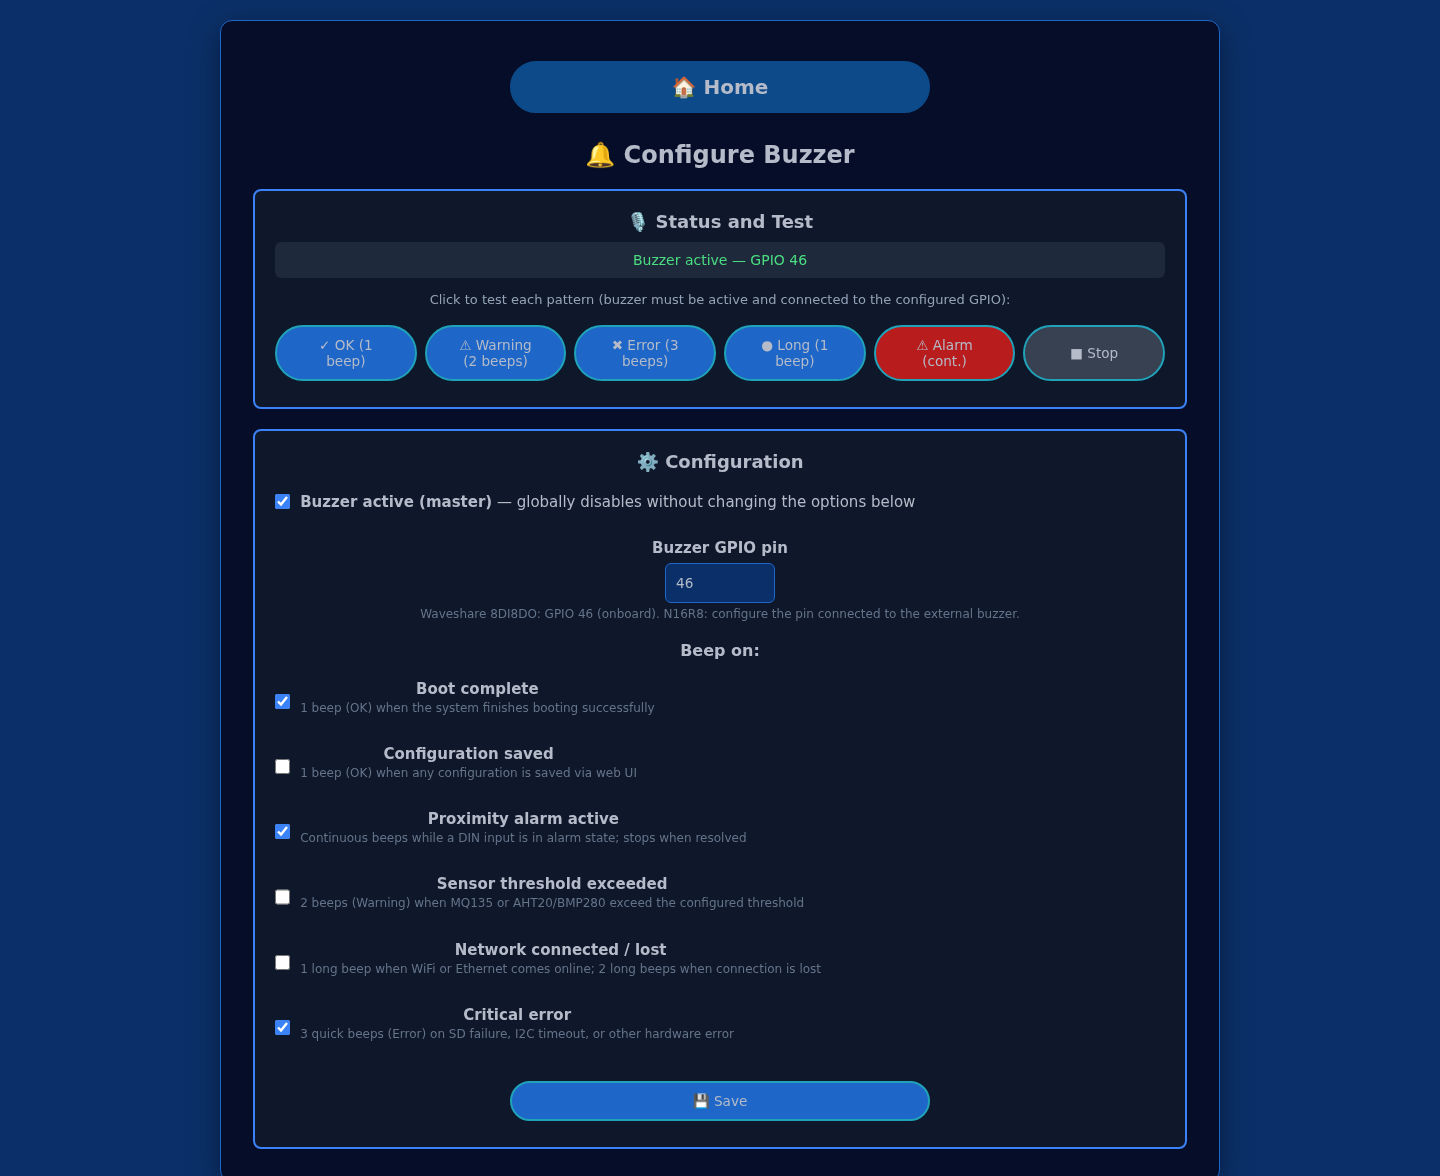 🏠 Home
🔔 Configure Buzzer
🎙️ Status and Test
Buzzer active — GPIO 46
Click to test each pattern (buzzer must be active and connected to the configured GPIO):
✓ OK (1
beep)
⚠ Warning
(2 beeps)
✖ Error (3
beeps)
● Long (1
beep)
⚠ Alarm
(cont.)
■ Stop
⚙️ Configuration
Buzzer active (master) — globally disables without changing the options below
Buzzer GPIO pin
46
Waveshare 8DI8DO: GPIO 46 (onboard). N16R8: configure the pin connected to the external buzzer.
Beep on:
Boot complete
1 beep (OK) when the system finishes booting successfully
Configuration saved
1 beep (OK) when any configuration is saved via web UI
Proximity alarm active
Continuous beeps while a DIN input is in alarm state; stops when resolved
Sensor threshold exceeded
2 beeps (Warning) when MQ135 or AHT20/BMP280 exceed the configured threshold
Network connected / lost
1 long beep when WiFi or Ethernet comes online; 2 long beeps when connection is lost
Critical error
3 quick beeps (Error) on SD failure, I2C timeout, or other hardware error
💾 Save